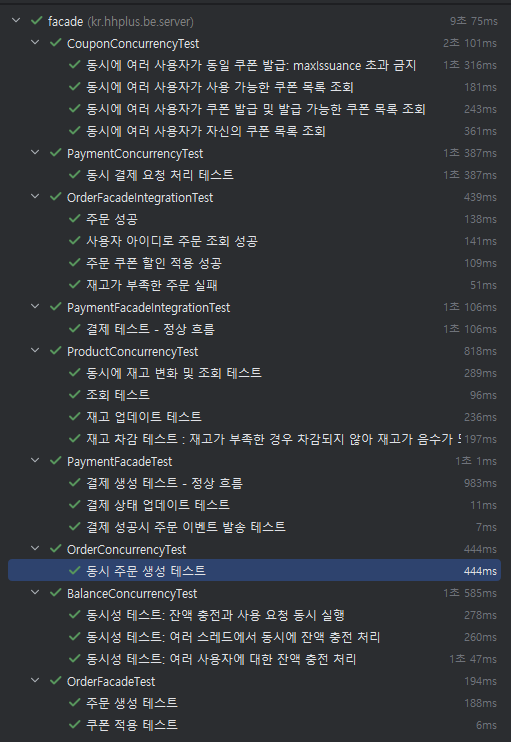 facade (kr.hhplus.be.server) 9초 75ms
CouponConcurrencyTest 2초 101ms
동시에 여러 사용자가 동일 쿠폰 발급: maxIssuance 초과 금지 1초 316ms
동시에 여러 사용자가 사용 가능한 쿠폰 목록 조회 181ms
동시에 여러 사용자가 쿠폰 발급 및 발급 가능한 쿠폰 목록 조회 243ms
동시에 여러 사용자가 자신의 쿠폰 목록 조회 361ms
PaymentConcurrencyTest 1초 387ms
동시 결제 요청 처리 테스트 1초 387ms
OrderFacadeIntegrationTest 439ms
주문 성공 138ms
사용자 아이디로 주문 조회 성공 141ms
주문 쿠폰 할인 적용 성공 109ms
재고가 부족한 주문 실패 51ms
PaymentFacadeIntegrationTest 1초 106ms
결제 테스트 - 정상 흐름 1초 106ms
ProductConcurrencyTest 818ms
동시에 재고 변화 및 조회 테스트 289ms
조회 테스트 96ms
재고 업데이트 테스트 236ms
재고 차감 테스트 : 재고가 부족한 경우 차감되지 않아 재고가 음수가 197ms
PaymentFacadeTest 1초 1ms
결제 생성 테스트 - 정상 흐름 983ms
결제 상태 업데이트 테스트 11ms
결제 성공시 주문 이벤트 발송 테스트 7ms
OrderConcurrencyTest 444ms
동시 주문 생성 테스트 444ms
BalanceConcurrencyTest 1초 585ms
동시성 테스트: 잔액 충전과 사용 요청 동시 실행 278ms
동시성 테스트: 여러 스레드에서 동시에 잔액 충전 처리 260ms
동시성 테스트: 여러 사용자에 대한 잔액 충전 처리 1초 47ms
OrderFacadeTest 194ms
주문 생성 테스트 188ms
쿠폰 적용 테스트 6ms